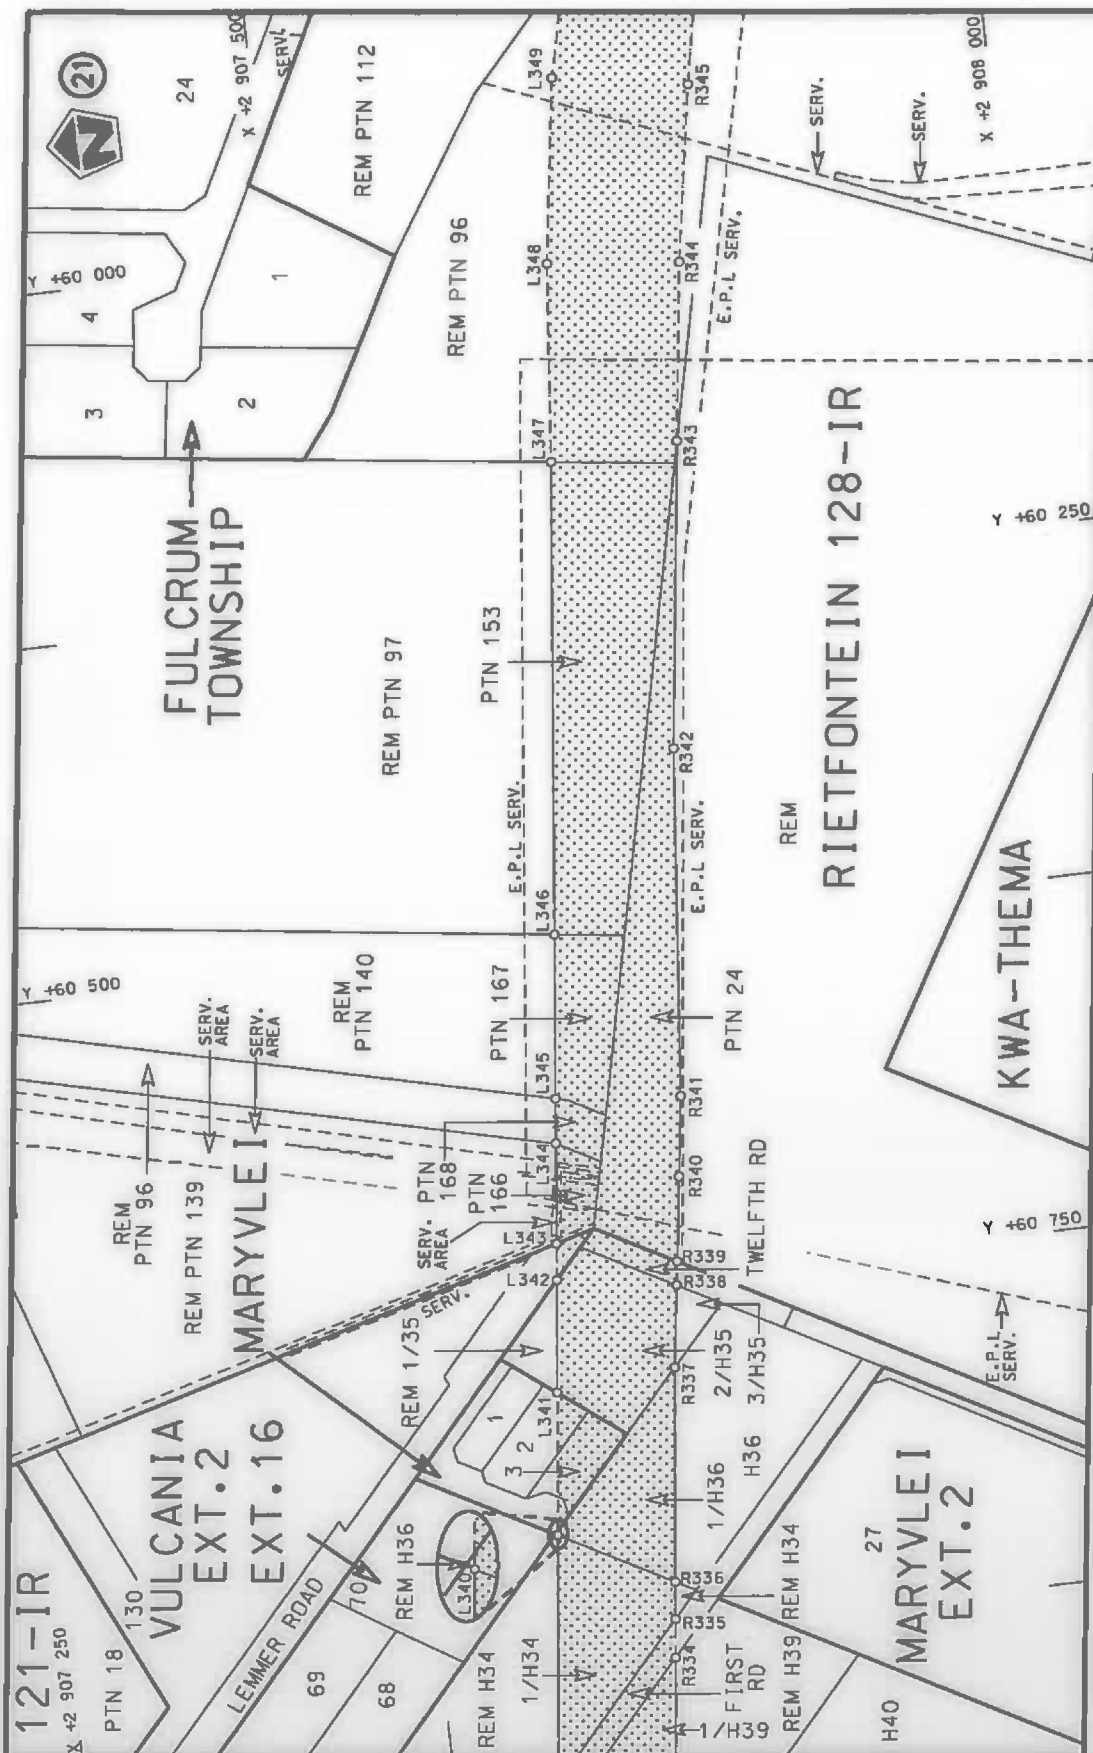 21
N
24
X +2 907 500
SERV.
REM PTN 112
L349
R345
SERV.
SERV.
X +2 908 000
Y +60 000
4
1
REM PTN 96
L348
R344
E.P.L SERV.
3
2
L347
R343
FULCRUM
TOWNSHIP
REM PTN 97
PTN 153
RIETFONTEIN 128-IR
Y +60 250
E.P.L SERV.
R342
E.P.L SERV.
REM
L346
KWA-THEMA
Y +60 500
SERV.
AREA
SERV.
AREA
REM
PTN 140
PTN 167
PTN 24
L345
R341
REM
PTN 96
REM PTN 139
MARYVLEI
PTN
168
PTN
166
L344
SERV.
AREA
L343
R340
TWELFTH RD
Y +60 750
L342
SERV.
R339
R338
REM 1/35
2/H35
3/H35
E.P.L
SERV.
R337
L341
1
2
3
VULCANIA
EXT.2
EXT.16
130
1/H36
H36
MARYVLEI
EXT.2
27
121-IR
X +2 907 250
PTN 18
LEMMER ROAD
70
69
68
REM H36
L340
R336
REM H34
R335
R334
REM H34
1/H34
FIRST
RD
1/H39
REM H39
H40